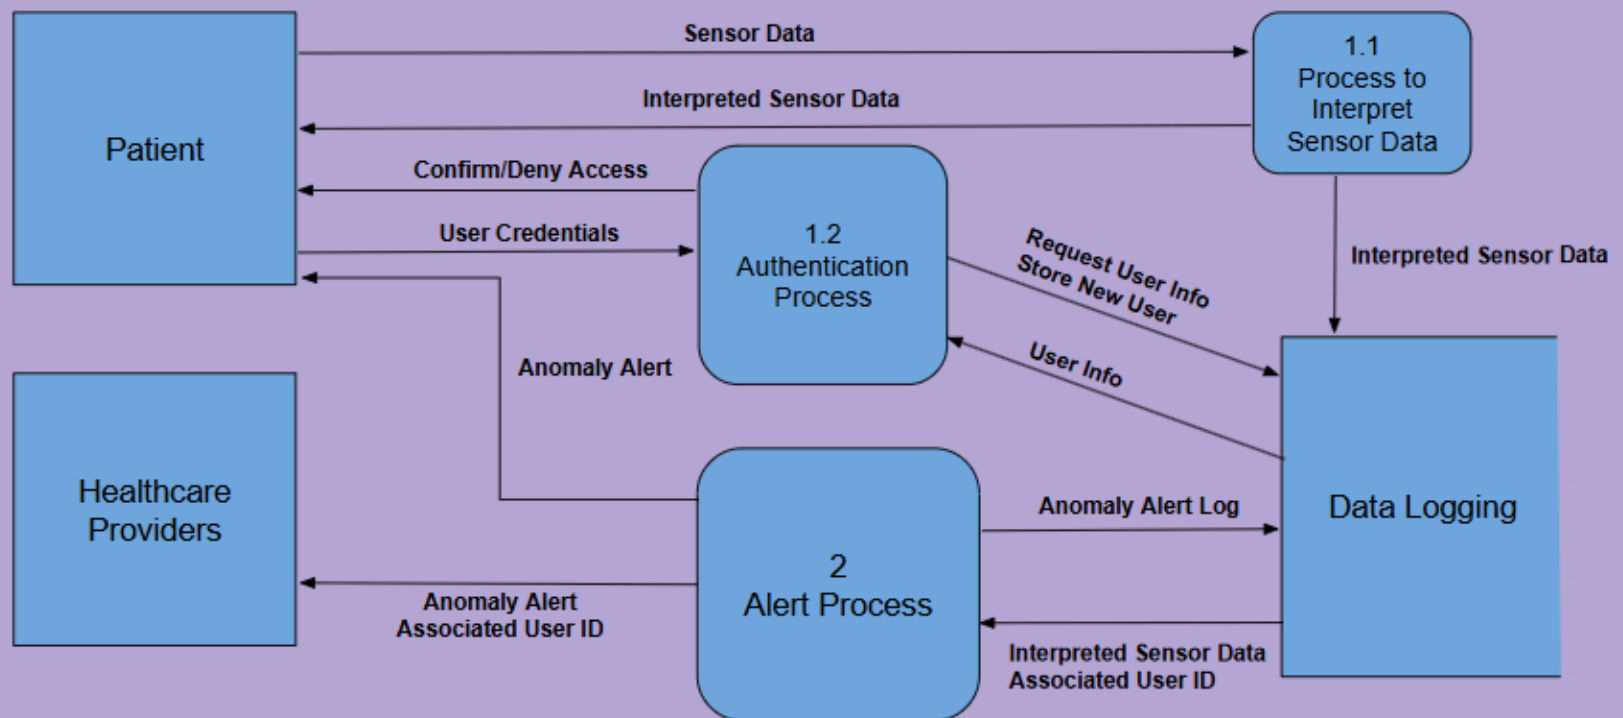 Sensor Data
1.1
Process to
Interpret
Sensor Data
Interpreted Sensor Data
Patient
Confirm/Deny Access
User Credentials
1.2
Authentication
Process
Request User Info
Store New User
Interpreted Sensor Data
User Info
Anomaly Alert
Healthcare
Providers
Anomaly Alert Log
Data Logging
2
Alert Process
Anomaly Alert
Associated User ID
Interpreted Sensor Data
Associated User ID